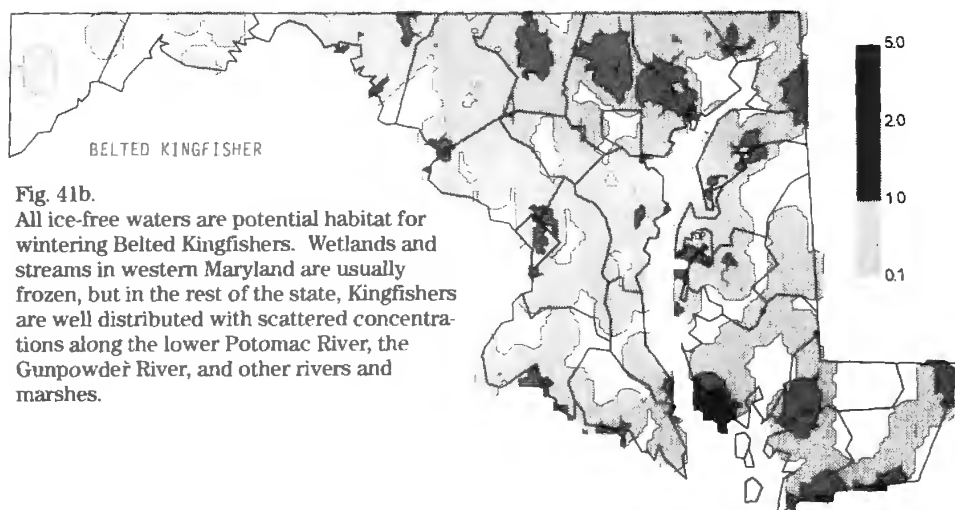 BELTED KINGFISHER
Fig. 41b.
All ice-free waters are potential habitat for
wintering Belted Kingfishers. Wetlands and
streams in western Maryland are usually
frozen, but in the rest of the state, Kingfishers
are well distributed with scattered concentra-
tions along the lower Potomac River, the
Gunpowder River, and other rivers and
marshes.
5.0
2.0
1.0
0.1